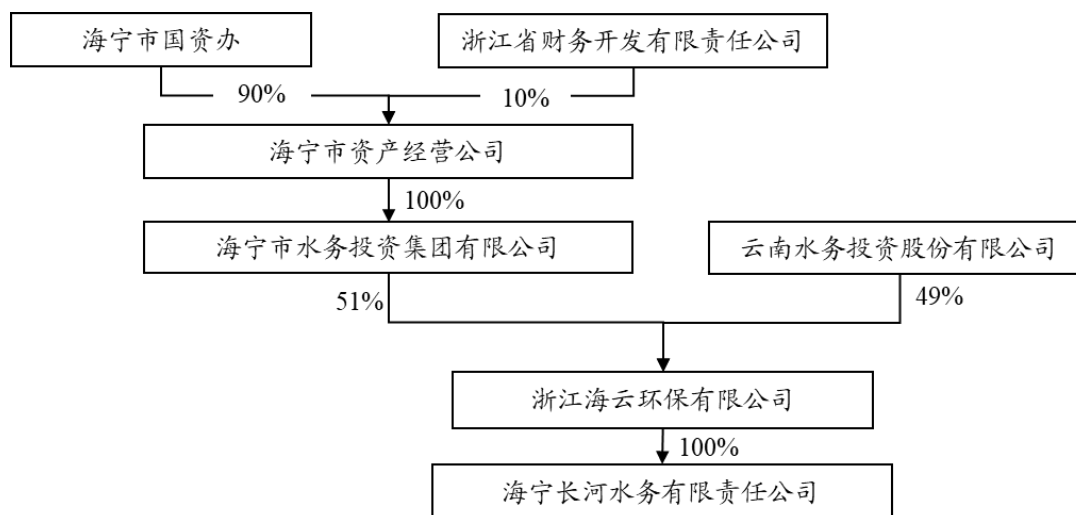 海宁市国资办
浙江省财务开发有限责任公司
90%
10%
海宁市资产经营公司
100%
海宁市水务投资集团有限公司
云南水务投资股份有限公司
51%
49%
浙江海云环保有限公司
100%
海宁长河水务有限责任公司